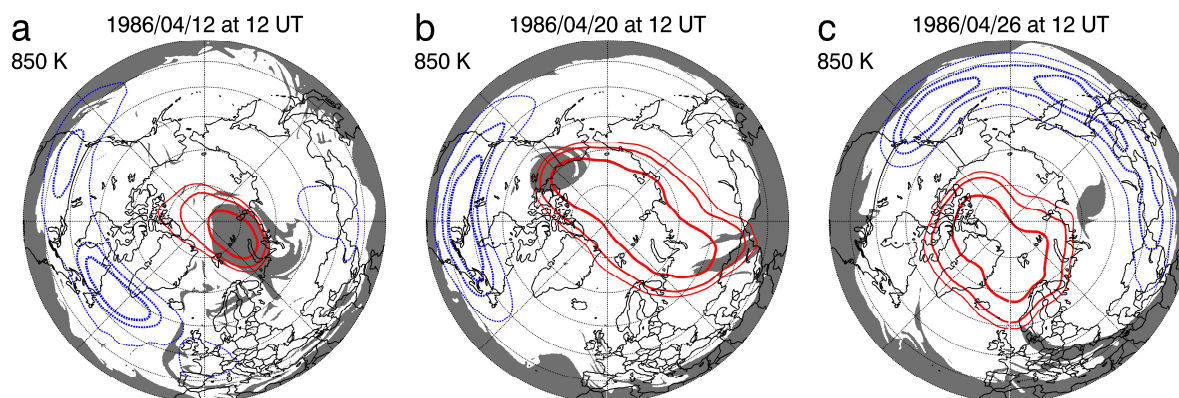 a
1986/04/12 at 12 UT
850 K
b
1986/04/20 at 12 UT
850 K
c
1986/04/26 at 12 UT
850 K